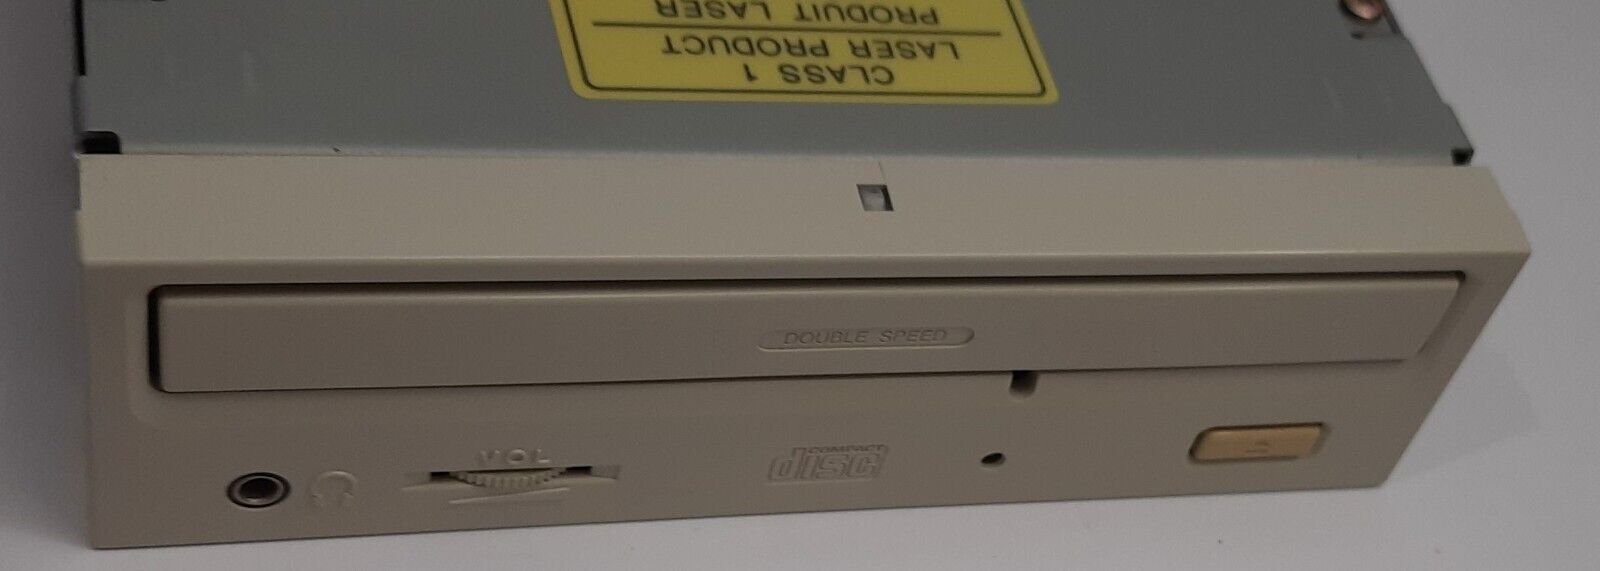 CLASS 1
LASER PRODUCT
PRODUIT LASER
DOUBLE SPEED
VOL
COMPACT
disc